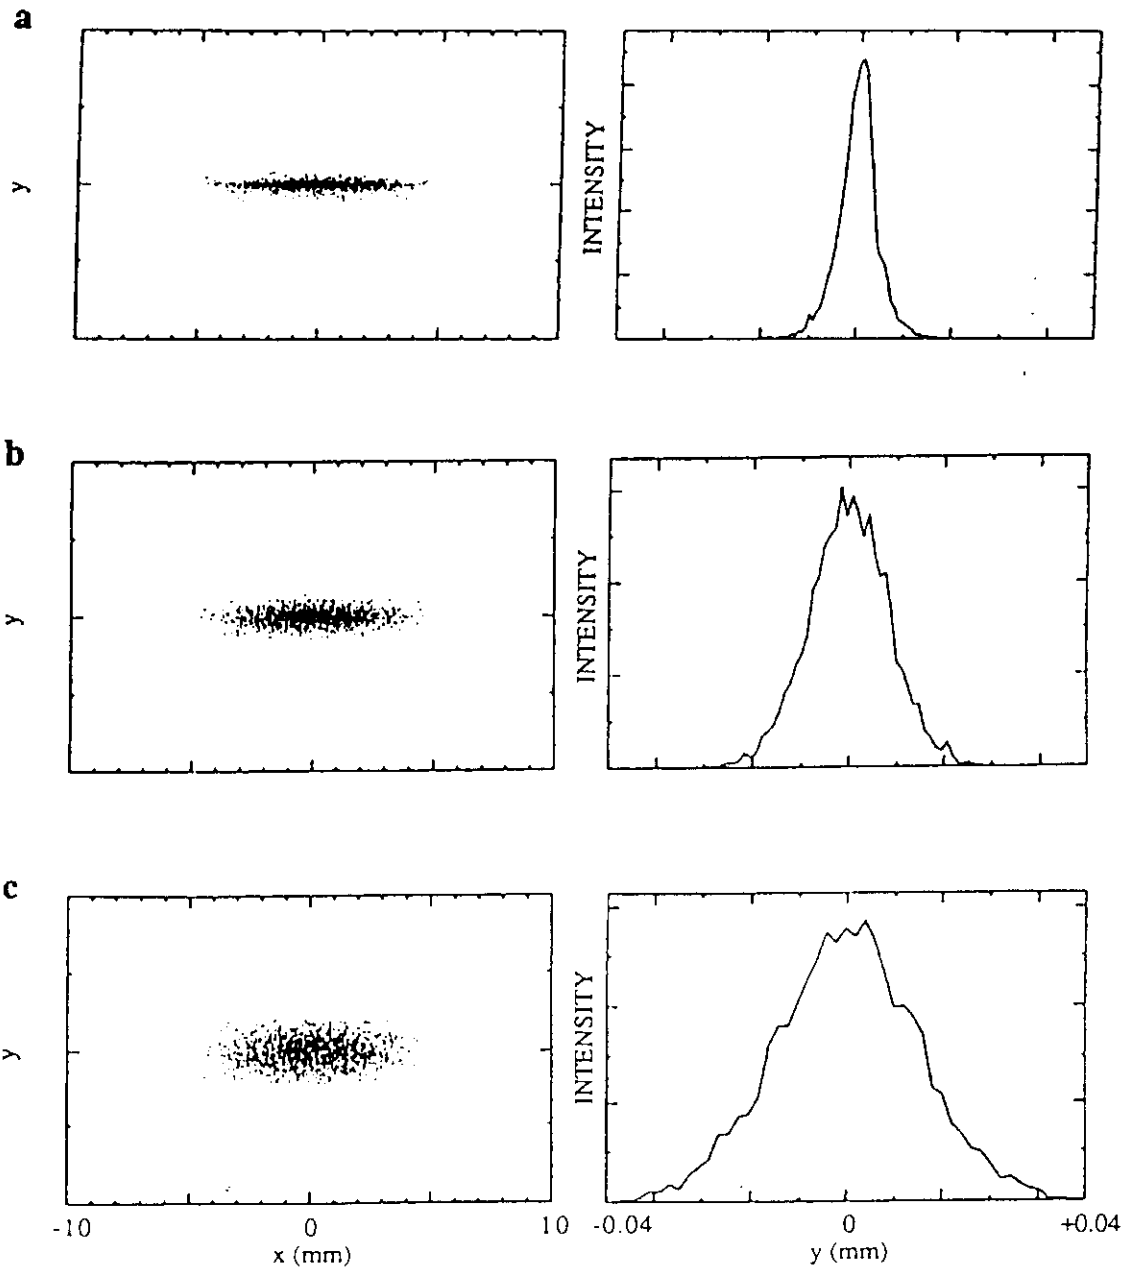 a
y
INTENSITY
b
y
INTENSITY
c
y
INTENSITY
-10 0 10
x (mm)
-0.04 0 +0.04
y (mm)